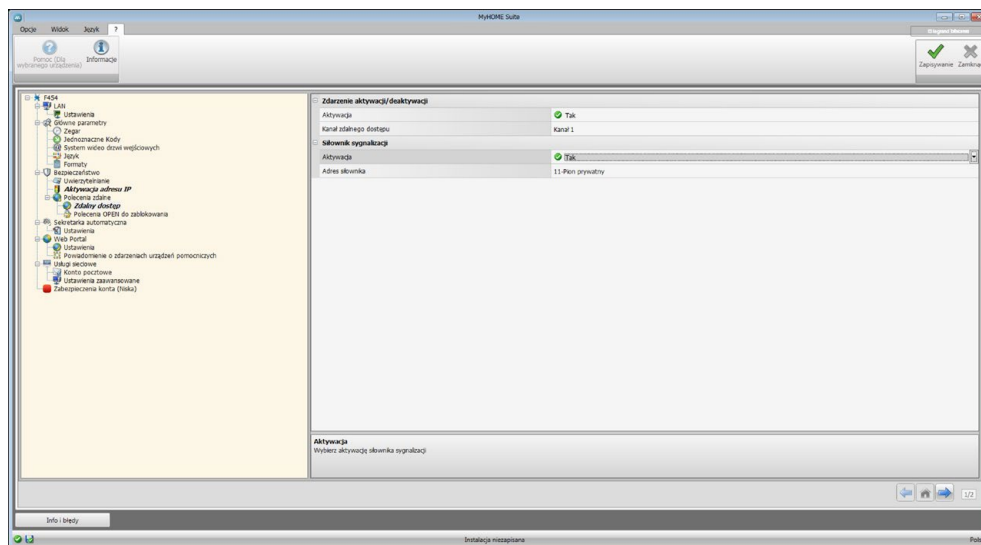 MyHOME Suite
Opcje Widok Język ?
Pomoc (Dla wybranego urządzenia)
Informacje
Zapisywanie
F454
LAN
Ustawienia
Główne parametry
Zegar
Jednoznaczne Kody
System wideo drzwi wejściowych
Język
Formaty
Bezpieczeństwo
Uwierzytelnianie
Aktywacja adresu IP
Polecenia zdalne
Zdalny dostęp
Polecenia OPEN do zablokowania
Sekretarka automatyczna
Ustawienia
Web Portal
Ustawienia
Powiadomienie o zdarzeniach urządzeń pomocniczych
Usługi sieciowe
Konto pocztowe
Ustawienia zaawansowane
Zabezpieczenia konta (Niska)
Zdarzenie aktywacji/deaktywacji
Aktywacja Tak
Kanał zdalnego dostępu Kanał 1
Siłownik sygnalizacji
Aktywacja Tak
Adres siłownika 11-Pion prywatny
Aktywacja
Wybierz aktywację siłownika sygnalizacji
1/2
Info i błędy
Instalacja niezapisana